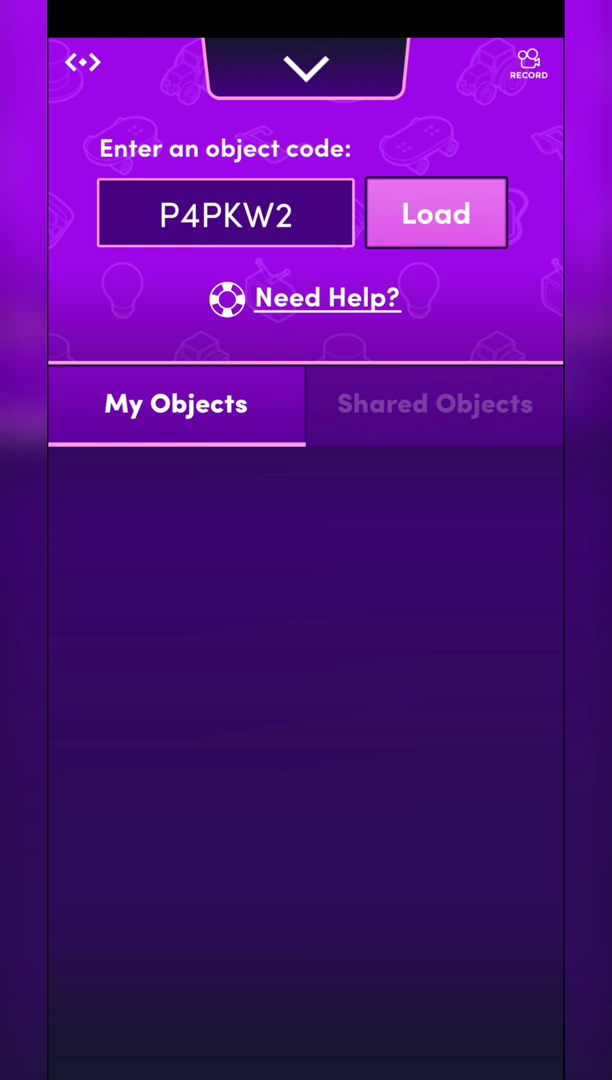 RECORD
Enter an object code:
P4PKW2
Load
Need Help?
My Objects
Shared Objects